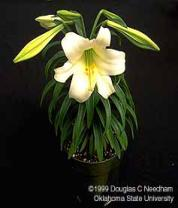 ©1999 Douglas C Needham
Oklahoma State University